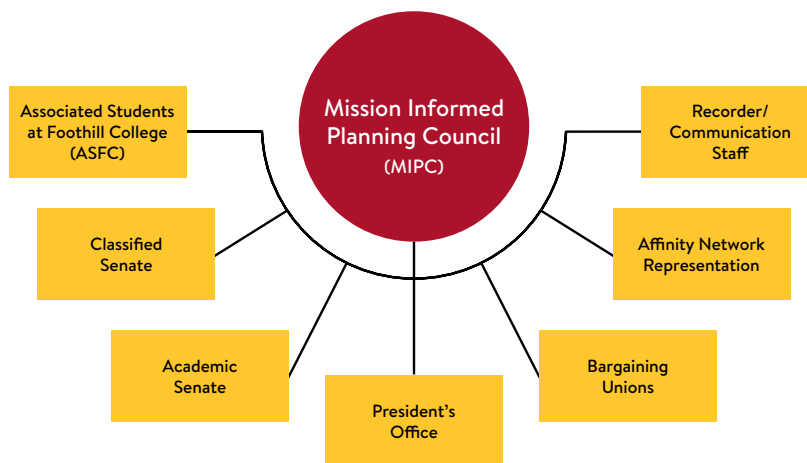 Mission Informed
Planning Council
(MIPC)
Associated Students
at Foothill College
(ASFC)
Recorder/
Communication
Staff
Classified
Senate
Affinity Network
Representation
Academic
Senate
Bargaining
Unions
President's
Office